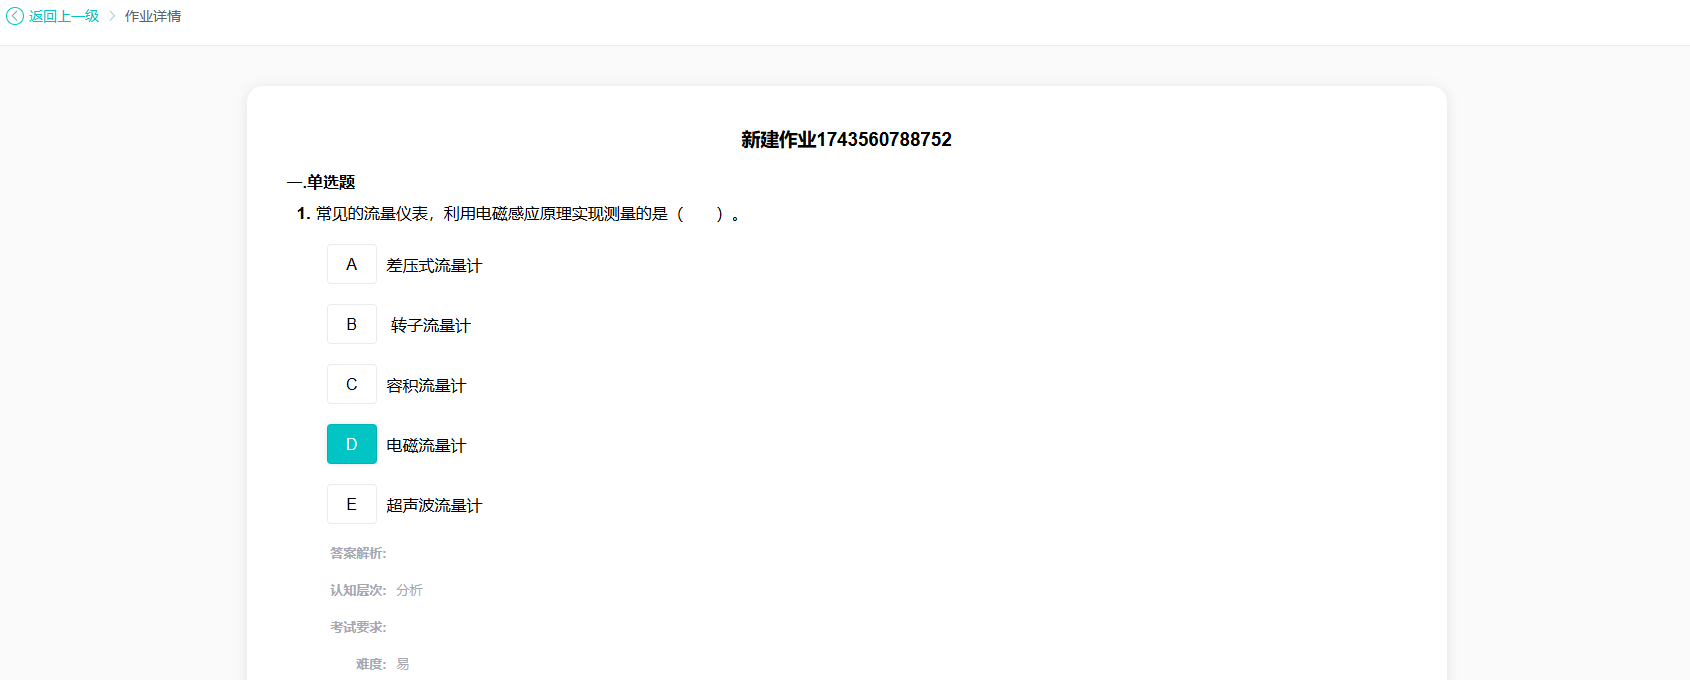 返回上一级 > 作业详情
新建作业1743560788752
一.单选题
1. 常见的流量仪表，利用电磁感应原理实现测量的是（　　）。
A 差压式流量计
B 转子流量计
C 容积流量计
D 电磁流量计
E 超声波流量计
答案解析:
认知层次: 分析
考试要求:
难度: 易